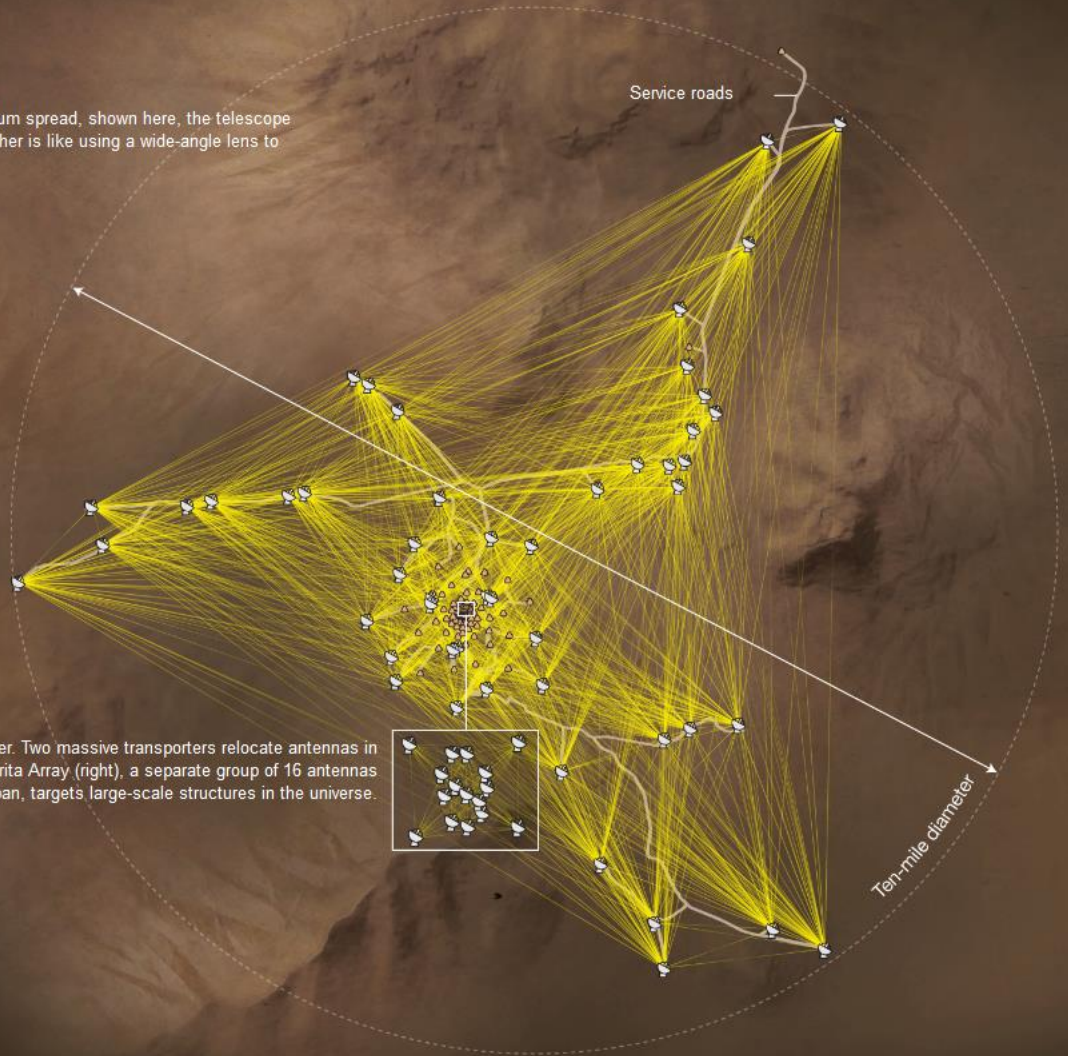 Service roads
um spread, shown here, the telescope
her is like using a wide-angle lens to
er. Two massive transporters relocate antennas in
rita Array (right), a separate group of 16 antennas
pan, targets large-scale structures in the universe.
Ten-mile diameter